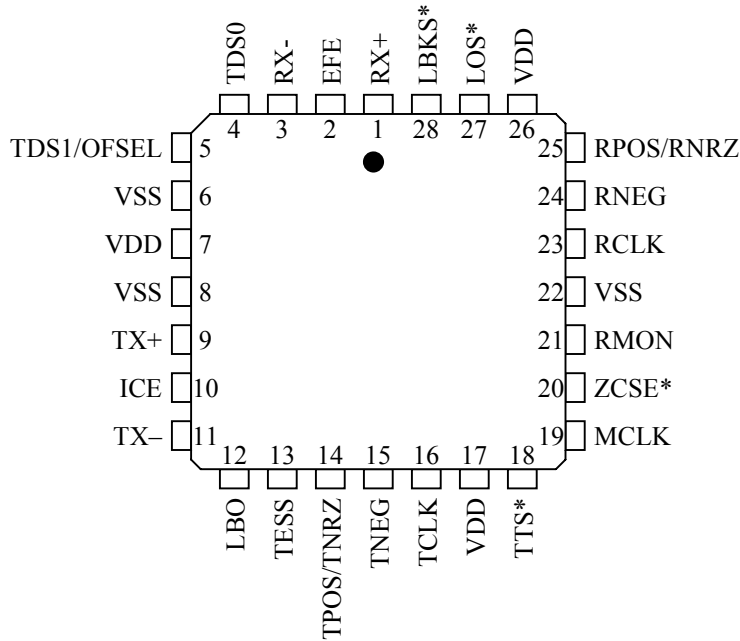 TDS0
RX-
EFE
RX+
LBKS*
LOS*
VDD
4
3
2
1
28
27
26
TDS1/OFSEL 5
VSS 6
VDD 7
VSS 8
TX+ 9
ICE 10
TX– 11
25 RPOS/RNRZ
24 RNEG
23 RCLK
22 VSS
21 RMON
20 ZCSE*
19 MCLK
12
13
14
15
16
17
18
LBO
TESS
TPOS/TNRZ
TNEG
TCLK
VDD
TTS*